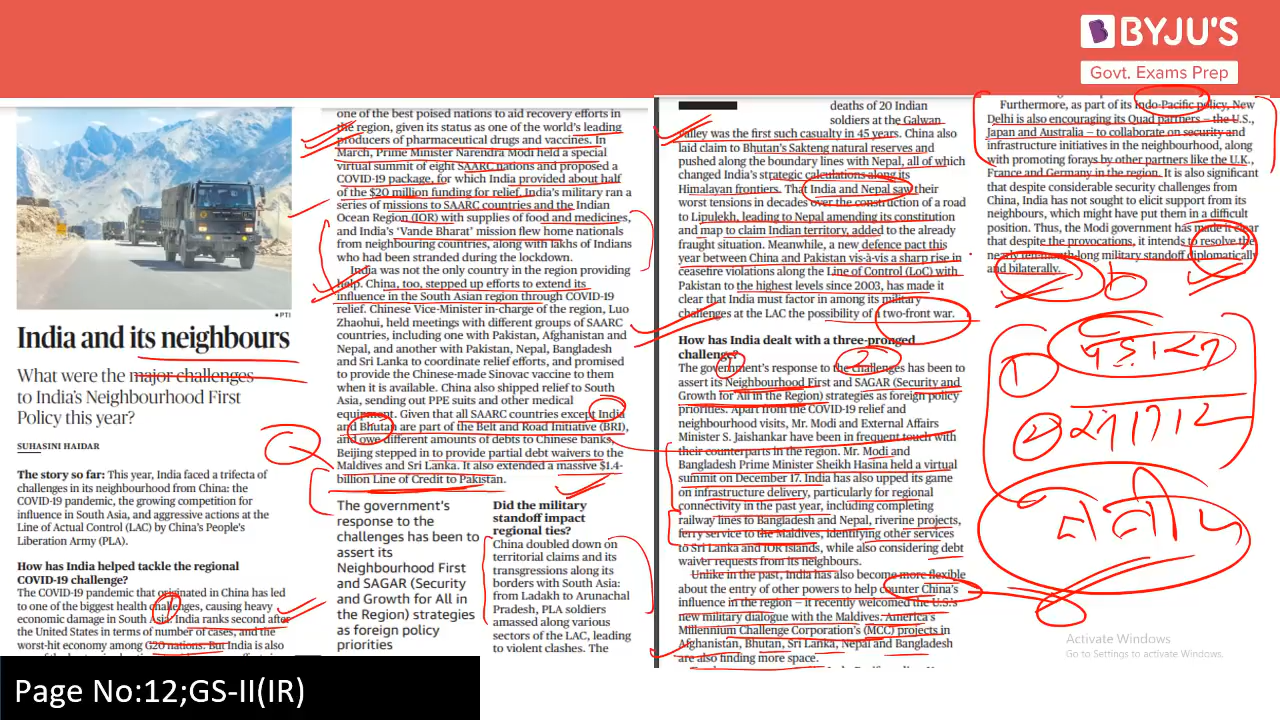 BYJU'S
Govt. Exams Prep
PTI
India and its neighbours
What were the major challenges
to India's Neighbourhood First
Policy this year?
SUHASINI HAIDAR
The story so far: This year, India faced a trifecta of
challenges in its neighbourhood from China: the
COVID-19 pandemic, the growing competition for
influence in South Asia, and aggressive actions at the
Line of Actual Control (LAC) by China's People's
Liberation Army (PLA).
How has India helped tackle the regional
COVID-19 challenge?
The COVID-19 pandemic that originated in China has led
to one of the biggest health challenges, causing heavy
economic damage in South Asia. India ranks second after
the United States in terms of number of cases, and the
worst-hit economy among G20 nations. But India is also
one of the best poised nations to aid recovery efforts in
the region, given its status as one of the world's leading
producers of pharmaceutical drugs and vaccines. In
March, Prime Minister Narendra Modi held a special
virtual summit of eight SAARC nations and proposed a
COVID-19 package, for which India provided about half
of the $20 million funding for relief. India's military ran a
series of missions to SAARC countries and the Indian
Ocean Region (IOR) with supplies of food and medicines,
and India's 'Vande Bharat' mission flew home nationals
from neighbouring countries, along with lakhs of Indians
who had been stranded during the lockdown.
India was not the only country in the region providing
help. China, too, stepped up efforts to extend its
influence in the South Asian region through COVID-19
relief. Chinese Vice-Minister in-charge of the region, Luo
Zhaohui, held meetings with different groups of SAARC
countries, including one with Pakistan, Afghanistan and
Nepal, and another with Pakistan, Nepal, Bangladesh
and Sri Lanka to coordinate relief efforts, and promised
to provide the Chinese-made Sinovac vaccine to them
when it is available. China also shipped relief to South
Asia, sending out PPE suits and other medical
equipment. Given that all SAARC countries except India
and Bhutan are part of the Belt and Road Initiative (BRI),
and owe different amounts of debts to Chinese banks,
Beijing stepped in to provide partial debt waivers to the
Maldives and Sri Lanka. It also extended a massive $1.4-
billion Line of Credit to Pakistan.
The government's
response to the
challenges has been to
assert its
Neighbourhood First
and SAGAR (Security
and Growth for All in
the Region) strategies
as foreign policy
priorities
Did the military
standoff impact
regional ties?
China doubled down on
territorial claims and its
transgressions along its
borders with South Asia:
from Ladakh to Arunachal
Pradesh, PLA soldiers
amassed along various
sectors of the LAC, leading
to violent clashes. The
deaths of 20 Indian
soldiers at the Galwan
valley was the first such casualty in 45 years. China also
laid claim to Bhutan's Sakteng natural reserves and
pushed along the boundary lines with Nepal, all of which
changed India's strategic calculations along its
Himalayan frontiers. That India and Nepal saw their
worst tensions in decades over the construction of a road
to Lipulekh, leading to Nepal amending its constitution
and map to claim Indian territory, added to the already
fraught situation. Meanwhile, a new defence pact this
year between China and Pakistan vis-à-vis a sharp rise in
ceasefire violations along the Line of Control (LoC) with
Pakistan to the highest levels since 2003, has made it
clear that India must factor in among its military
challenges at the LAC the possibility of a two-front war.
How has India dealt with a three-pronged
challenge?
The government's response to the challenges has been to
assert its Neighbourhood First and SAGAR (Security and
Growth for All in the Region) strategies as foreign policy
priorities. Apart from the COVID-19 relief and
neighbourhood visits, Mr. Modi and External Affairs
Minister S. Jaishankar have been in frequent touch with
their counterparts in the region. Mr. Modi and
Bangladesh Prime Minister Sheikh Hasina held a virtual
summit on December 17. India has also upped its game
on infrastructure delivery, particularly for regional
connectivity in the past year, including completing
railway lines to Bangladesh and Nepal, riverine projects,
ferry service to the Maldives, identifying other services
to Sri Lanka and IOR islands, while also considering debt
waiver requests from its neighbours.
Unlike in the past, India has also become more flexible
about the entry of other powers to help counter China's
influence in the region — it recently welcomed the U.S.'s
new military dialogue with the Maldives. America's
Millennium Challenge Corporation's (MCC) projects in
Afghanistan, Bhutan, Sri Lanka, Nepal and Bangladesh
are also finding more space.
Furthermore, as part of its Indo-Pacific policy, New
Delhi is also encouraging its Quad partners — the U.S.,
Japan and Australia — to collaborate on security and
infrastructure initiatives in the neighbourhood, along
with promoting forays by other partners like the U.K.,
France and Germany in the region. It is also significant
that despite considerable security challenges from
China, India has not sought to elicit support from its
neighbours, which might have put them in a difficult
position. Thus, the Modi government has made it clear
that despite the provocations, it intends to resolve the
nearly ten-month-long military standoff diplomatically
and bilaterally.
b
1
2 सागर
Activate Windows
Go to Settings to activate Windows.
Page No:12;GS-II(IR)